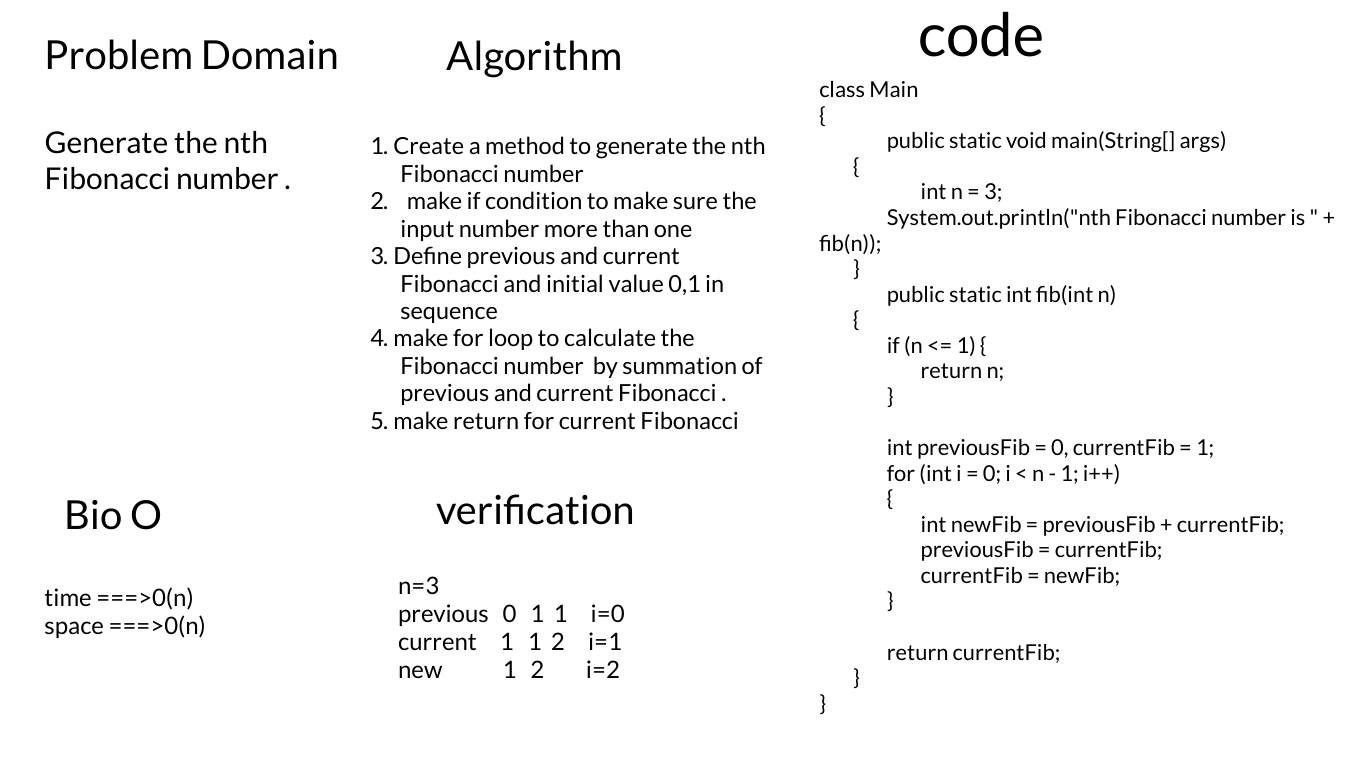 Problem Domain
Generate the nth
Fibonacci number .
Algorithm
1. Create a method to generate the nth
Fibonacci number
2. make if condition to make sure the
input number more than one
3. Define previous and current
Fibonacci and initial value 0,1 in
sequence
4. make for loop to calculate the
Fibonacci number by summation of
previous and current Fibonacci .
5. make return for current Fibonacci
Bio O
time ===>0(n)
space ===>0(n)
verification
n=3
previous 0 1 1 i=0
current 1 1 2 i=1
new 1 2 i=2
code
class Main
{
public static void main(String[] args)
{
int n = 3;
System.out.println("nth Fibonacci number is " +
fib(n));
}
public static int fib(int n)
{
if (n <= 1) {
return n;
}
int previousFib = 0, currentFib = 1;
for (int i = 0; i < n - 1; i++)
{
int newFib = previousFib + currentFib;
previousFib = currentFib;
currentFib = newFib;
}
return currentFib;
}
}